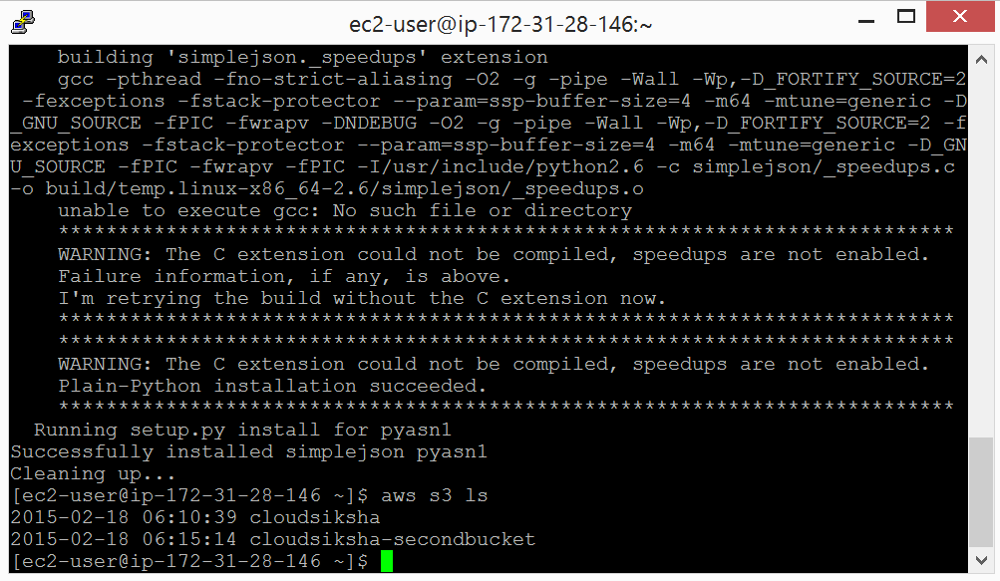 ec2-user@ip-172-31-28-146:~
building 'simplejson._speedups' extension
gcc -pthread -fno-strict-aliasing -O2 -g -pipe -Wall -Wp,-D_FORTIFY_SOURCE=2
-fexceptions -fstack-protector --param=ssp-buffer-size=4 -m64 -mtune=generic -D
_GNU_SOURCE -fPIC -fwrapv -DNDEBUG -O2 -g -pipe -Wall -Wp,-D_FORTIFY_SOURCE=2 -f
exceptions -fstack-protector --param=ssp-buffer-size=4 -m64 -mtune=generic -D_GN
U_SOURCE -fPIC -fwrapv -fPIC -I/usr/include/python2.6 -c simplejson/_speedups.c
-o build/temp.linux-x86_64-2.6/simplejson/_speedups.o
unable to execute gcc: No such file or directory
***************************************************************************
WARNING: The C extension could not be compiled, speedups are not enabled.
Failure information, if any, is above.
I'm retrying the build without the C extension now.
***************************************************************************
***************************************************************************
WARNING: The C extension could not be compiled, speedups are not enabled.
Plain-Python installation succeeded.
***************************************************************************
Running setup.py install for pyasn1
Successfully installed simplejson pyasn1
Cleaning up...
[ec2-user@ip-172-31-28-146 ~]$ aws s3 ls
2015-02-18 06:10:39 cloudsiksha
2015-02-18 06:15:14 cloudsiksha-secondbucket
[ec2-user@ip-172-31-28-146 ~]$